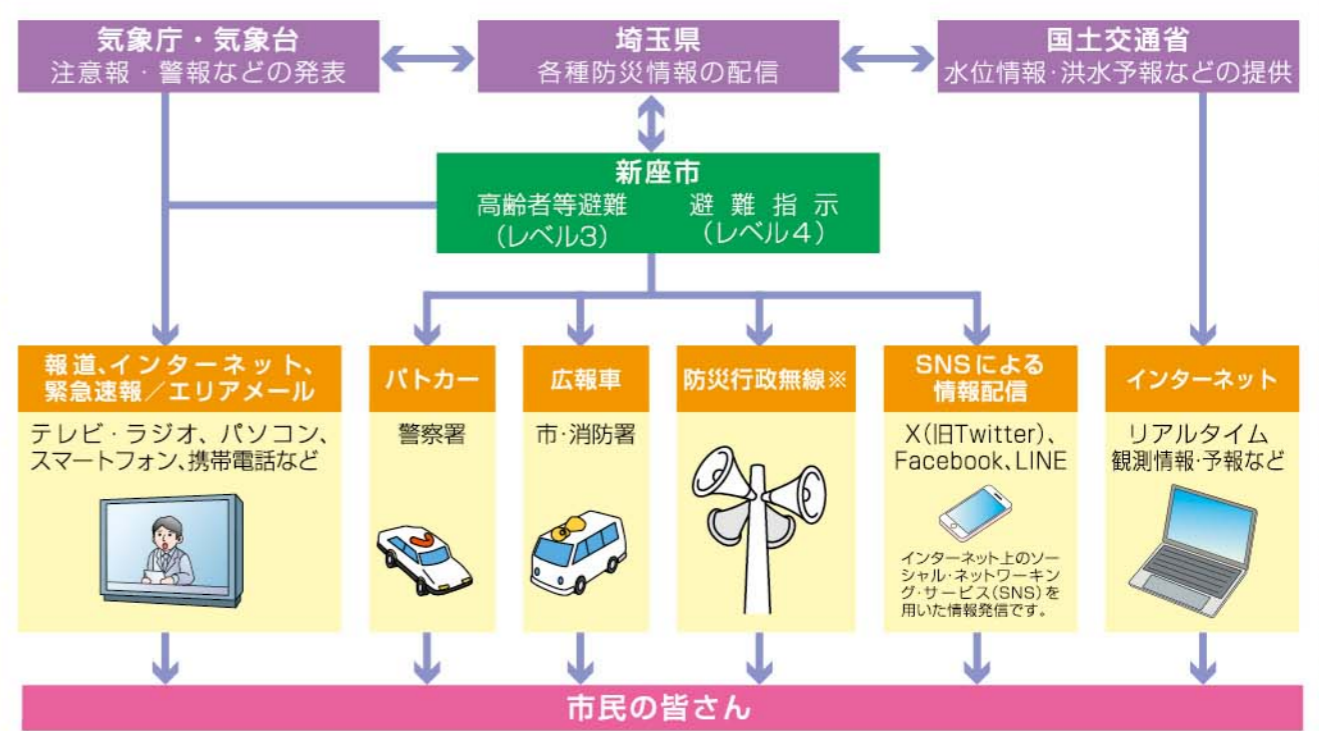 気象庁・気象台
注意報・警報などの発表
埼玉県
各種防災情報の配信
国土交通省
水位情報・洪水予報などの提供
新座市
高齢者等避難
(レベル3)
避難指示
(レベル4)
報道、インターネット、
緊急速報／エリアメール
テレビ・ラジオ、パソコン、
スマートフォン、携帯電話など
パトカー
警察署
広報車
市・消防署
防災行政無線※
SNSによる
情報配信
X(旧Twitter)、
Facebook、LINE
インターネット上のソー
シャル・ネットワーキン
グ・サービス(SNS)を
用いた情報発信です。
インターネット
リアルタイム
観測情報・予報など
市民の皆さん